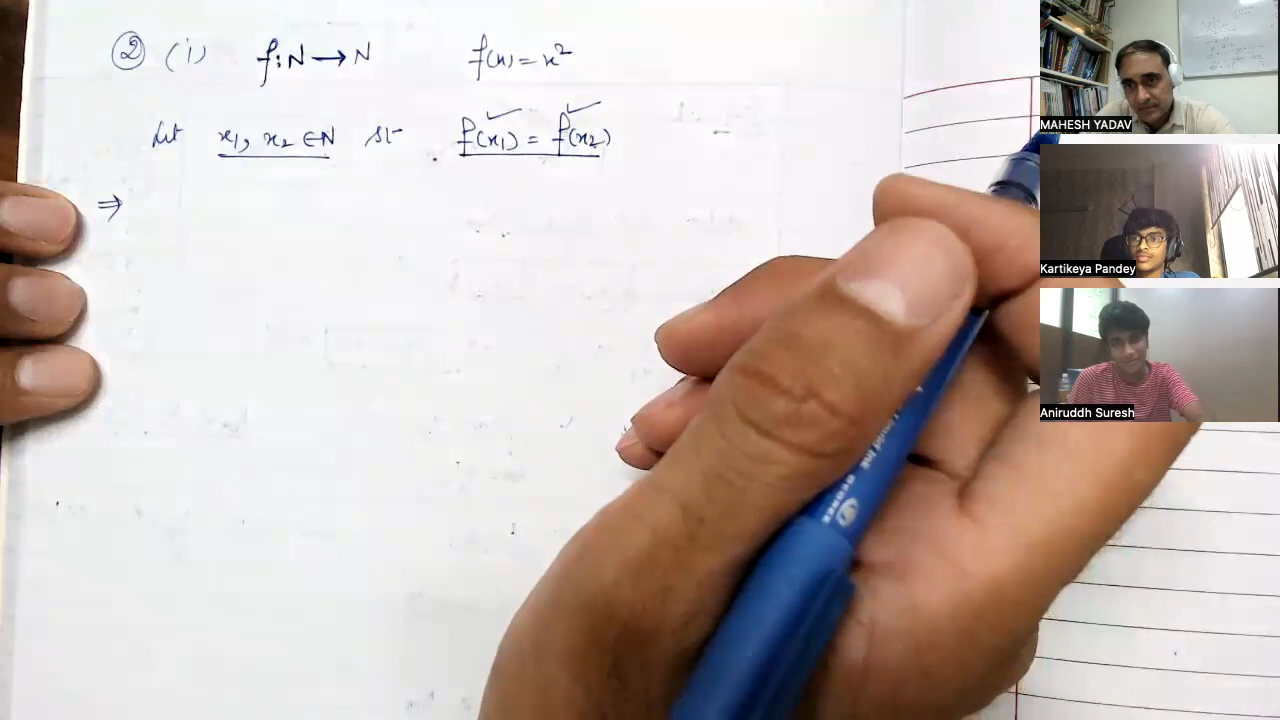 ② (i) f: N → N f(x) = x²
Let x₁, x₂ ∈ N st f(x₁) = f(x₂)
⇒
MAHESH YADAV
Kartikeya Pandey
Aniruddh Suresh